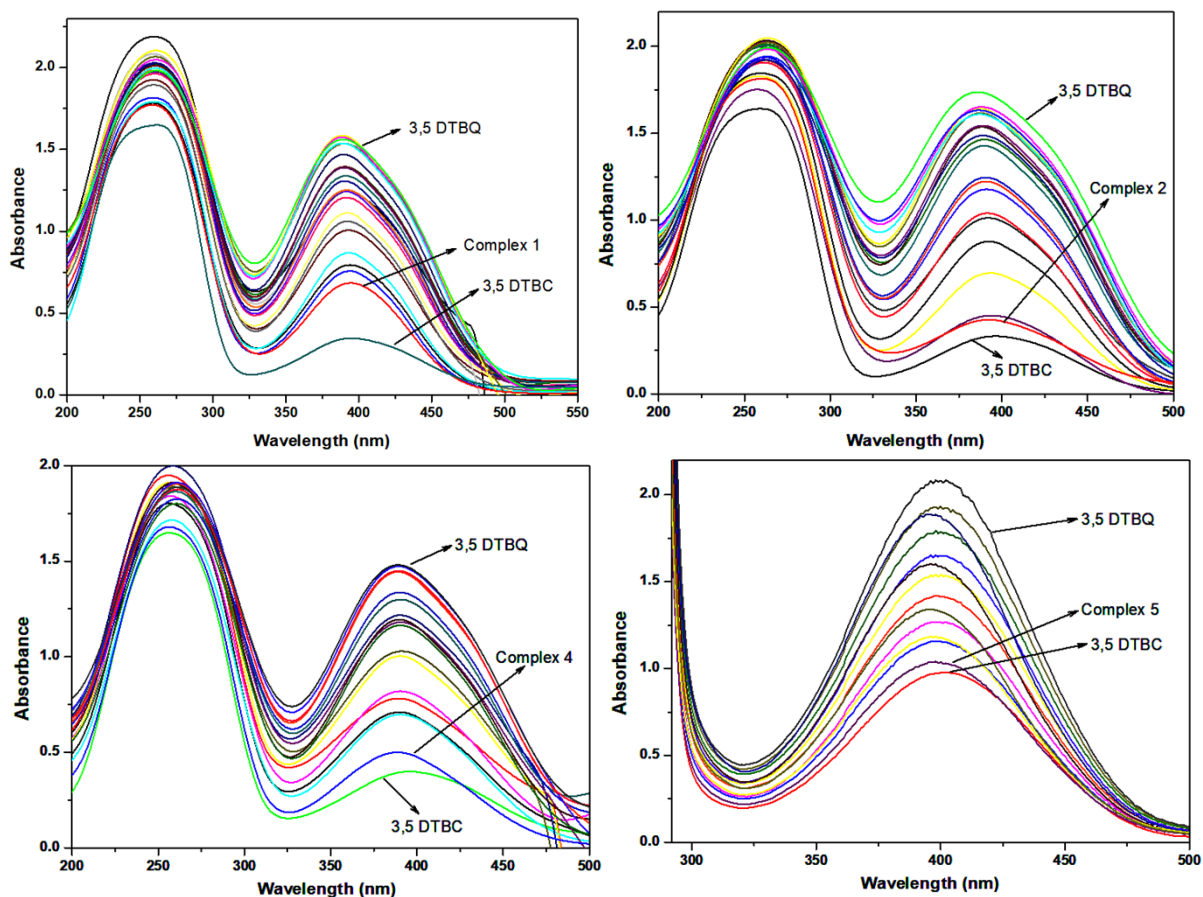 Absorbance
2.0
1.5
1.0
0.5
0.0
3,5 DTBQ
Complex 1
3,5 DTBC
200 250 300 350 400 450 500 550
Wavelength (nm)
Absorbance
2.0
1.5
1.0
0.5
0.0
3,5 DTBQ
Complex 2
3,5 DTBC
200 250 300 350 400 450 500
Wavelength (nm)
Absorbance
2.0
1.5
1.0
0.5
0.0
3,5 DTBQ
Complex 4
3,5 DTBC
200 250 300 350 400 450 500
Wavelength (nm)
Absorbance
2.0
1.5
1.0
0.5
0.0
3,5 DTBQ
Complex 5
3,5 DTBC
300 350 400 450 500
Wavelength (nm)